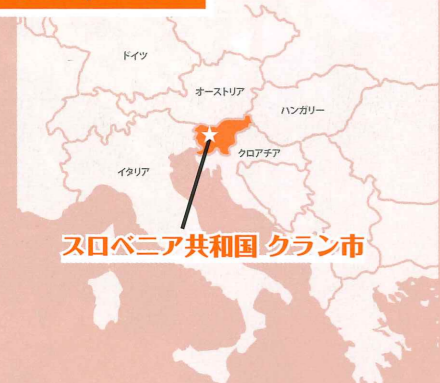 ドイツ
オーストリア
ハンガリー
クロアチア
イタリア
スロベニア共和国 クラン市